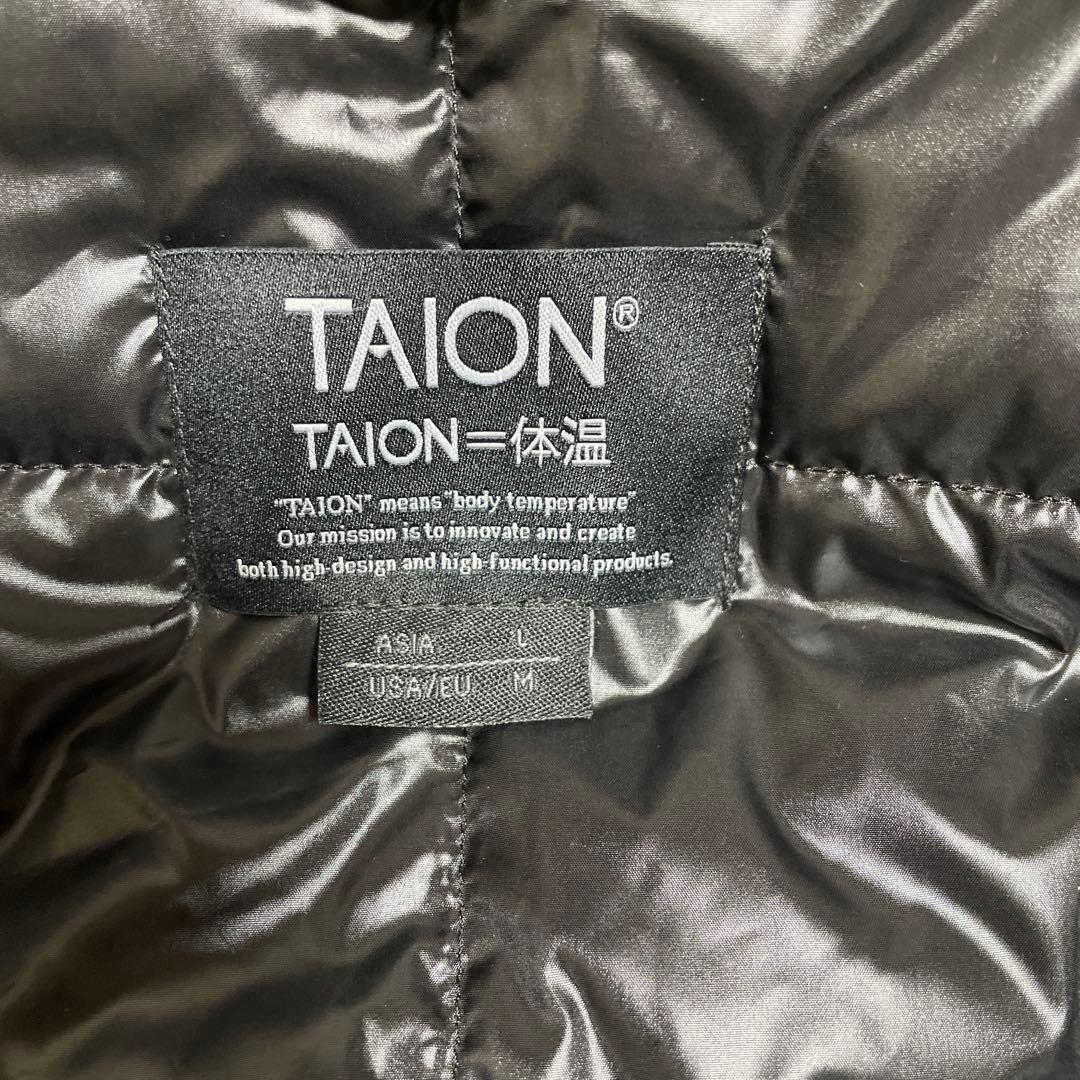 TAION®
TAION=体温
"TAION" means "body temperature"
Our mission is to innovate and create
both high-design and high-functional products.
ASIA L
USA/EU M